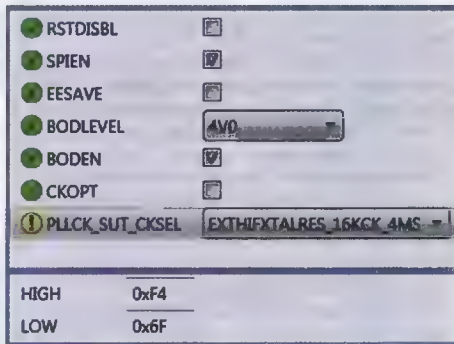 RSTDISBL
SPIEN
EESAVE
BODLEVEL 4V0
BODEN
CKOPT
PLLCK_SUT_CKSEL EXTHIFXTALRES_16KCK_4MS
HIGH 0xF4
LOW 0x6F